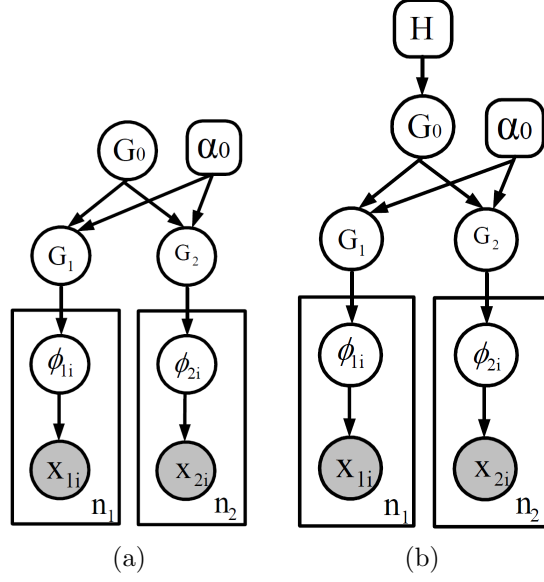 G₀ α₀
G₁ G₂
ϕ₁ᵢ ϕ₂ᵢ
x₁ᵢ x₂ᵢ
n₁ n₂
(a)
H
G₀ α₀
G₁ G₂
ϕ₁ᵢ ϕ₂ᵢ
x₁ᵢ x₂ᵢ
n₁ n₂
(b)